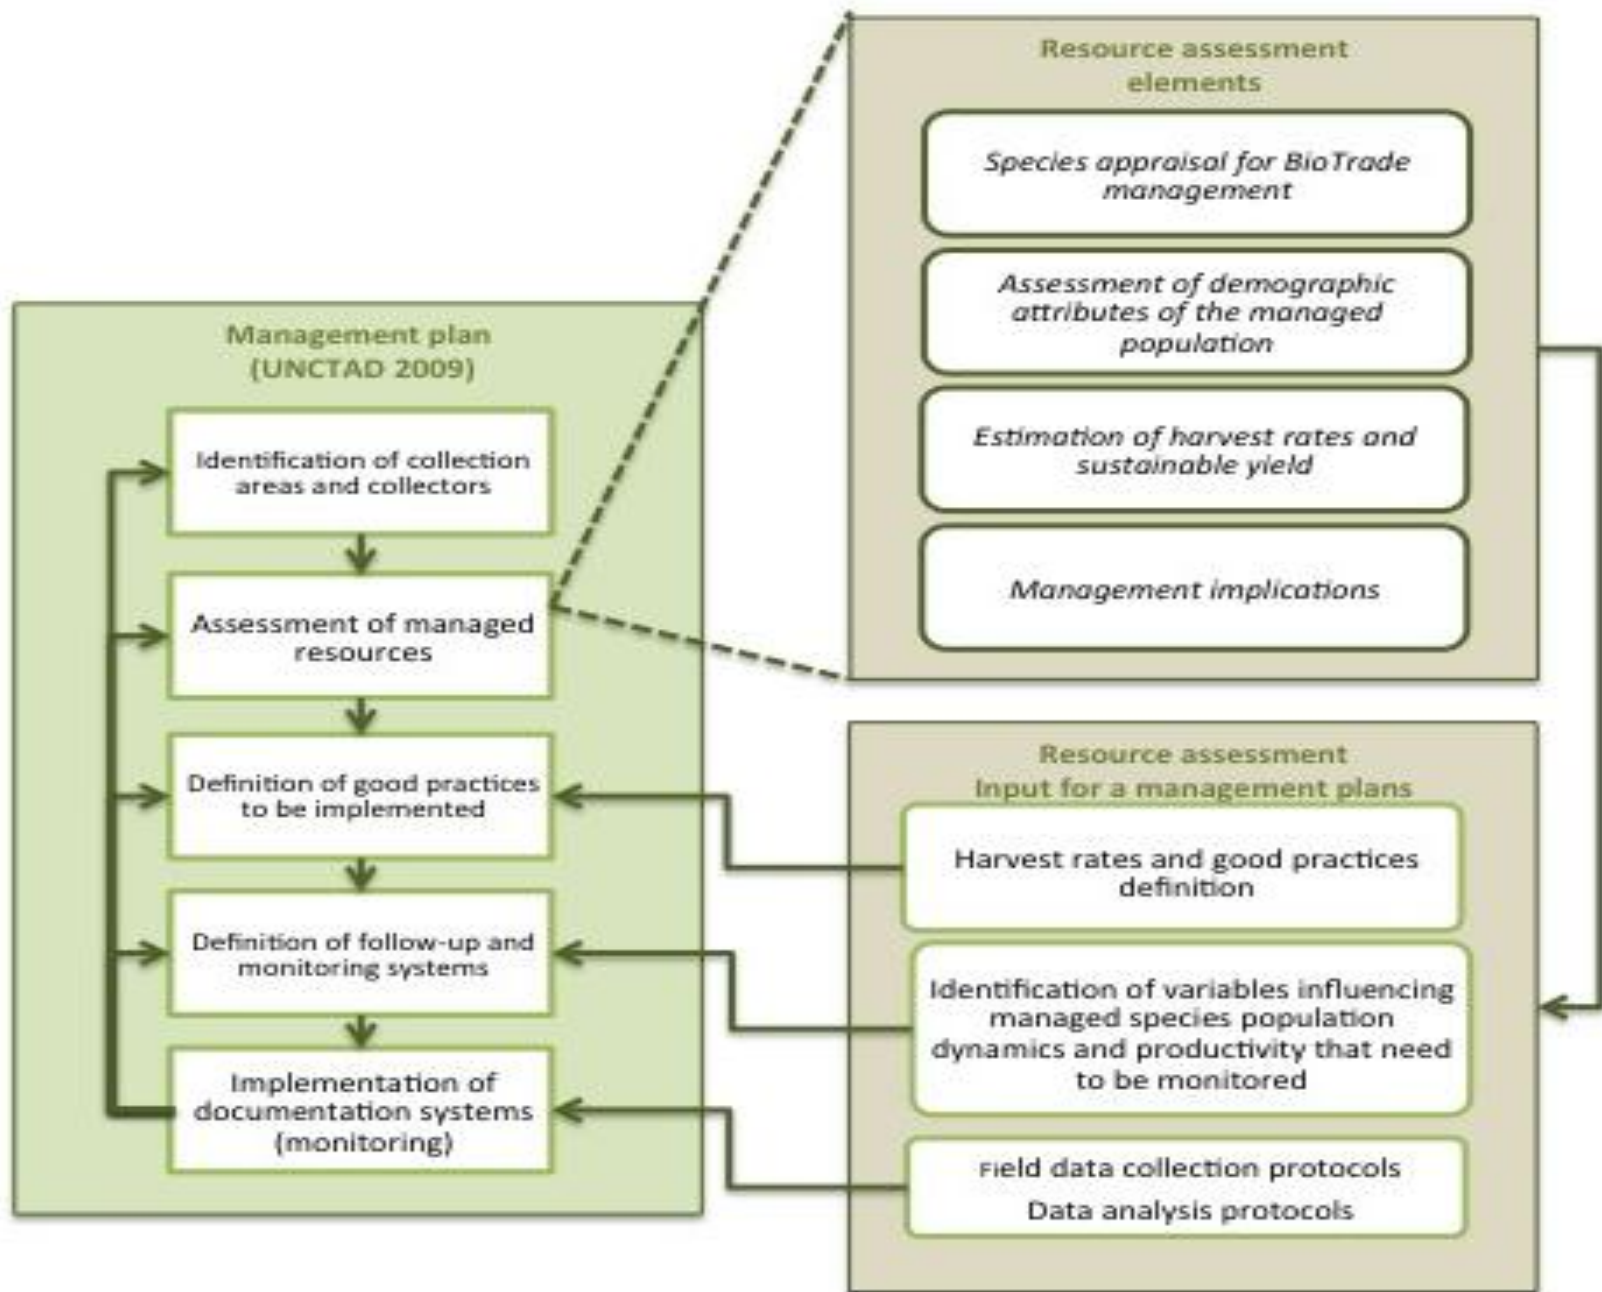 Resource assessment
elements
Species appraisal for BioTrade
management
Assessment of demographic
attributes of the managed
population
Estimation of harvest rates and
sustainable yield
Management implications
Management plan
(UNCTAD 2009)
Identification of collection
areas and collectors
Assessment of managed
resources
Definition of good practices
to be implemented
Definition of follow-up and
monitoring systems
Implementation of
documentation systems
(monitoring)
Resource assessment
Input for a management plans
Harvest rates and good practices
definition
Identification of variables influencing
managed species population
dynamics and productivity that need
to be monitored
Field data collection protocols
Data analysis protocols